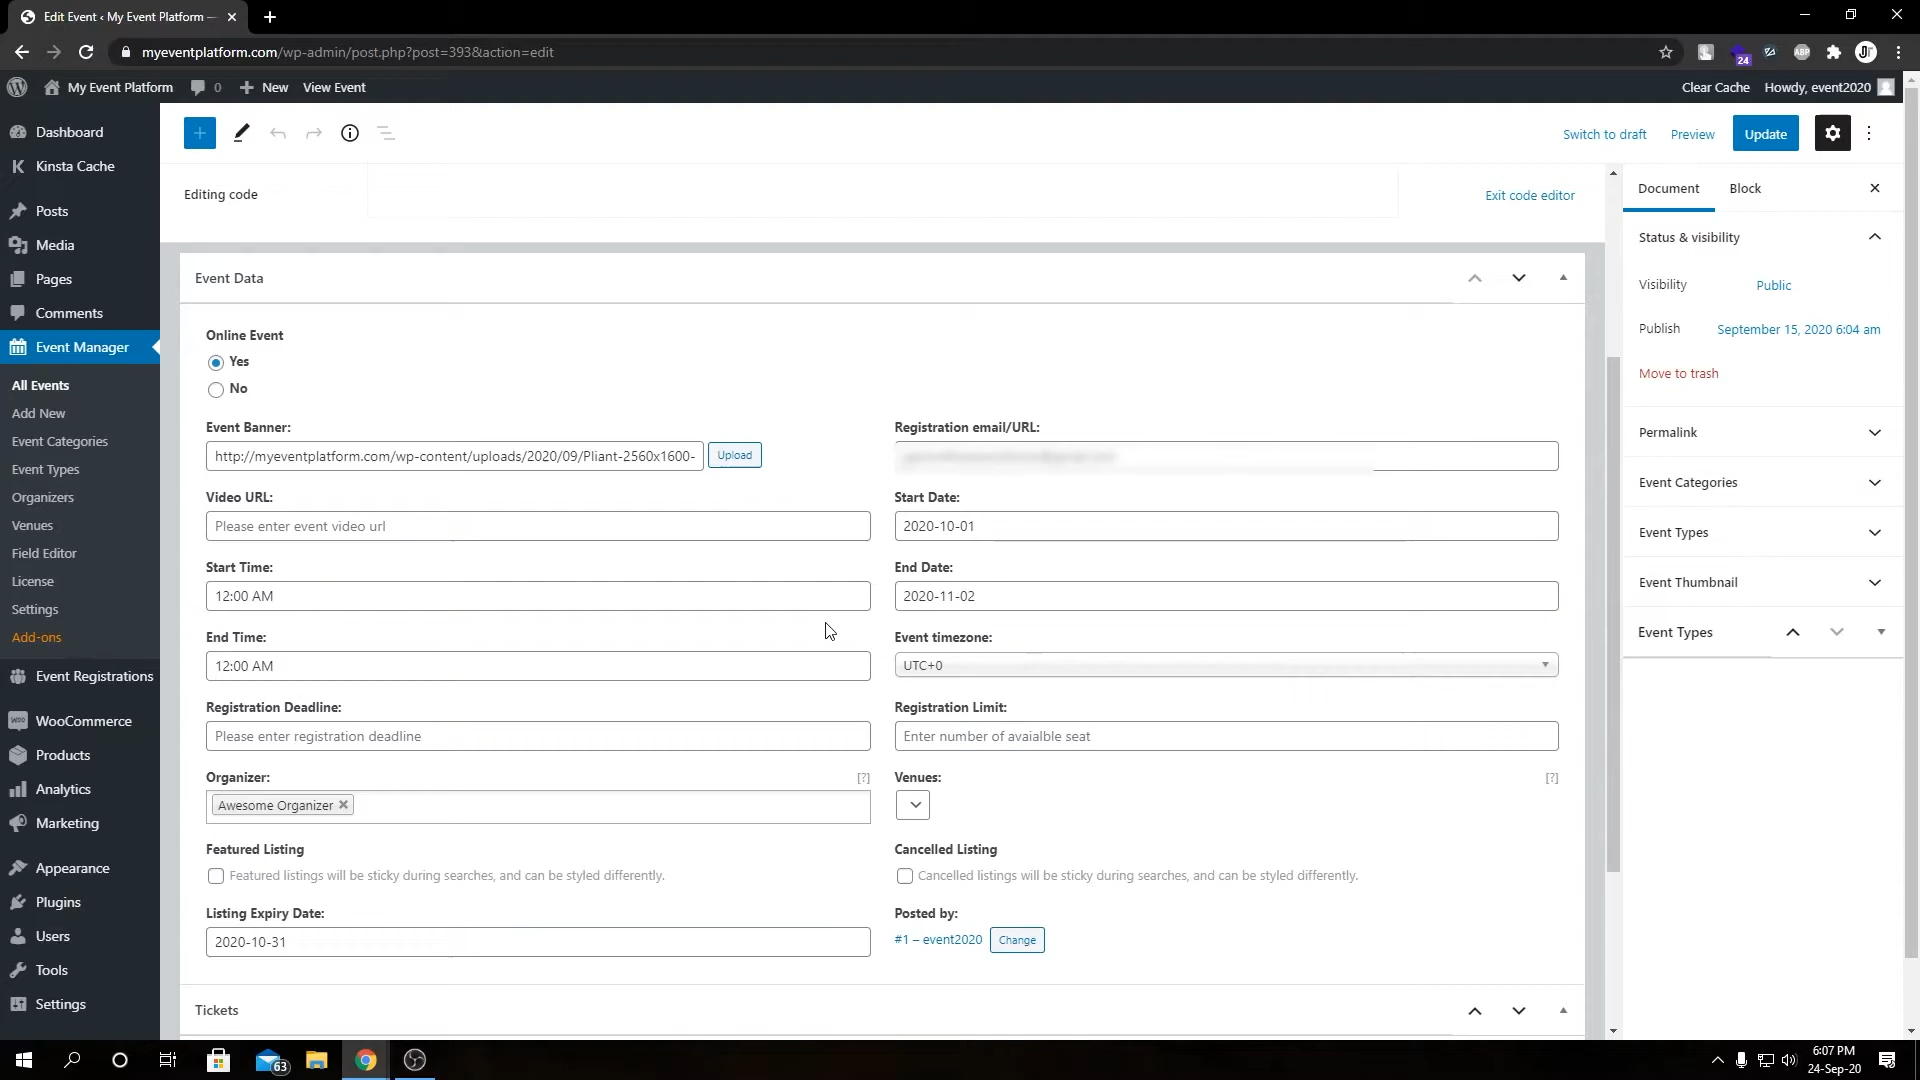 Edit Event ‹ My Event Platform —
myeventplatform.com/wp-admin/post.php?post=393&action=edit
24
ABP
My Event Platform
0
New
View Event
Clear Cache
Howdy, event2020
Dashboard
Kinsta Cache
Posts
Media
Pages
Comments
Event Manager
All Events
Add New
Event Categories
Event Types
Organizers
Venues
Field Editor
License
Settings
Add-ons
Event Registrations
WooCommerce
Products
Analytics
Marketing
Appearance
Plugins
Users
Tools
Settings
Switch to draft
Preview
Update
Editing code
Exit code editor
Event Data
Online Event
Yes
No
Event Banner:
http://myeventplatform.com/wp-content/uploads/2020/09/Pliant-2560x1600-
Upload
Registration email/URL:
Video URL:
Please enter event video url
Start Date:
2020-10-01
Start Time:
12:00 AM
End Date:
2020-11-02
End Time:
12:00 AM
Event timezone:
UTC+0
Registration Deadline:
Please enter registration deadline
Registration Limit:
Enter number of avaialble seat
Organizer:
[?]
Awesome Organizer
Venues:
[?]
Featured Listing
Featured listings will be sticky during searches, and can be styled differently.
Cancelled Listing
Cancelled listings will be sticky during searches, and can be styled differently.
Listing Expiry Date:
2020-10-31
Posted by:
#1 – event2020
Change
Tickets
Document
Block
Status & visibility
Visibility
Public
Publish
September 15, 2020 6:04 am
Move to trash
Permalink
Event Categories
Event Types
Event Thumbnail
Event Types
63
6:07 PM
24-Sep-20